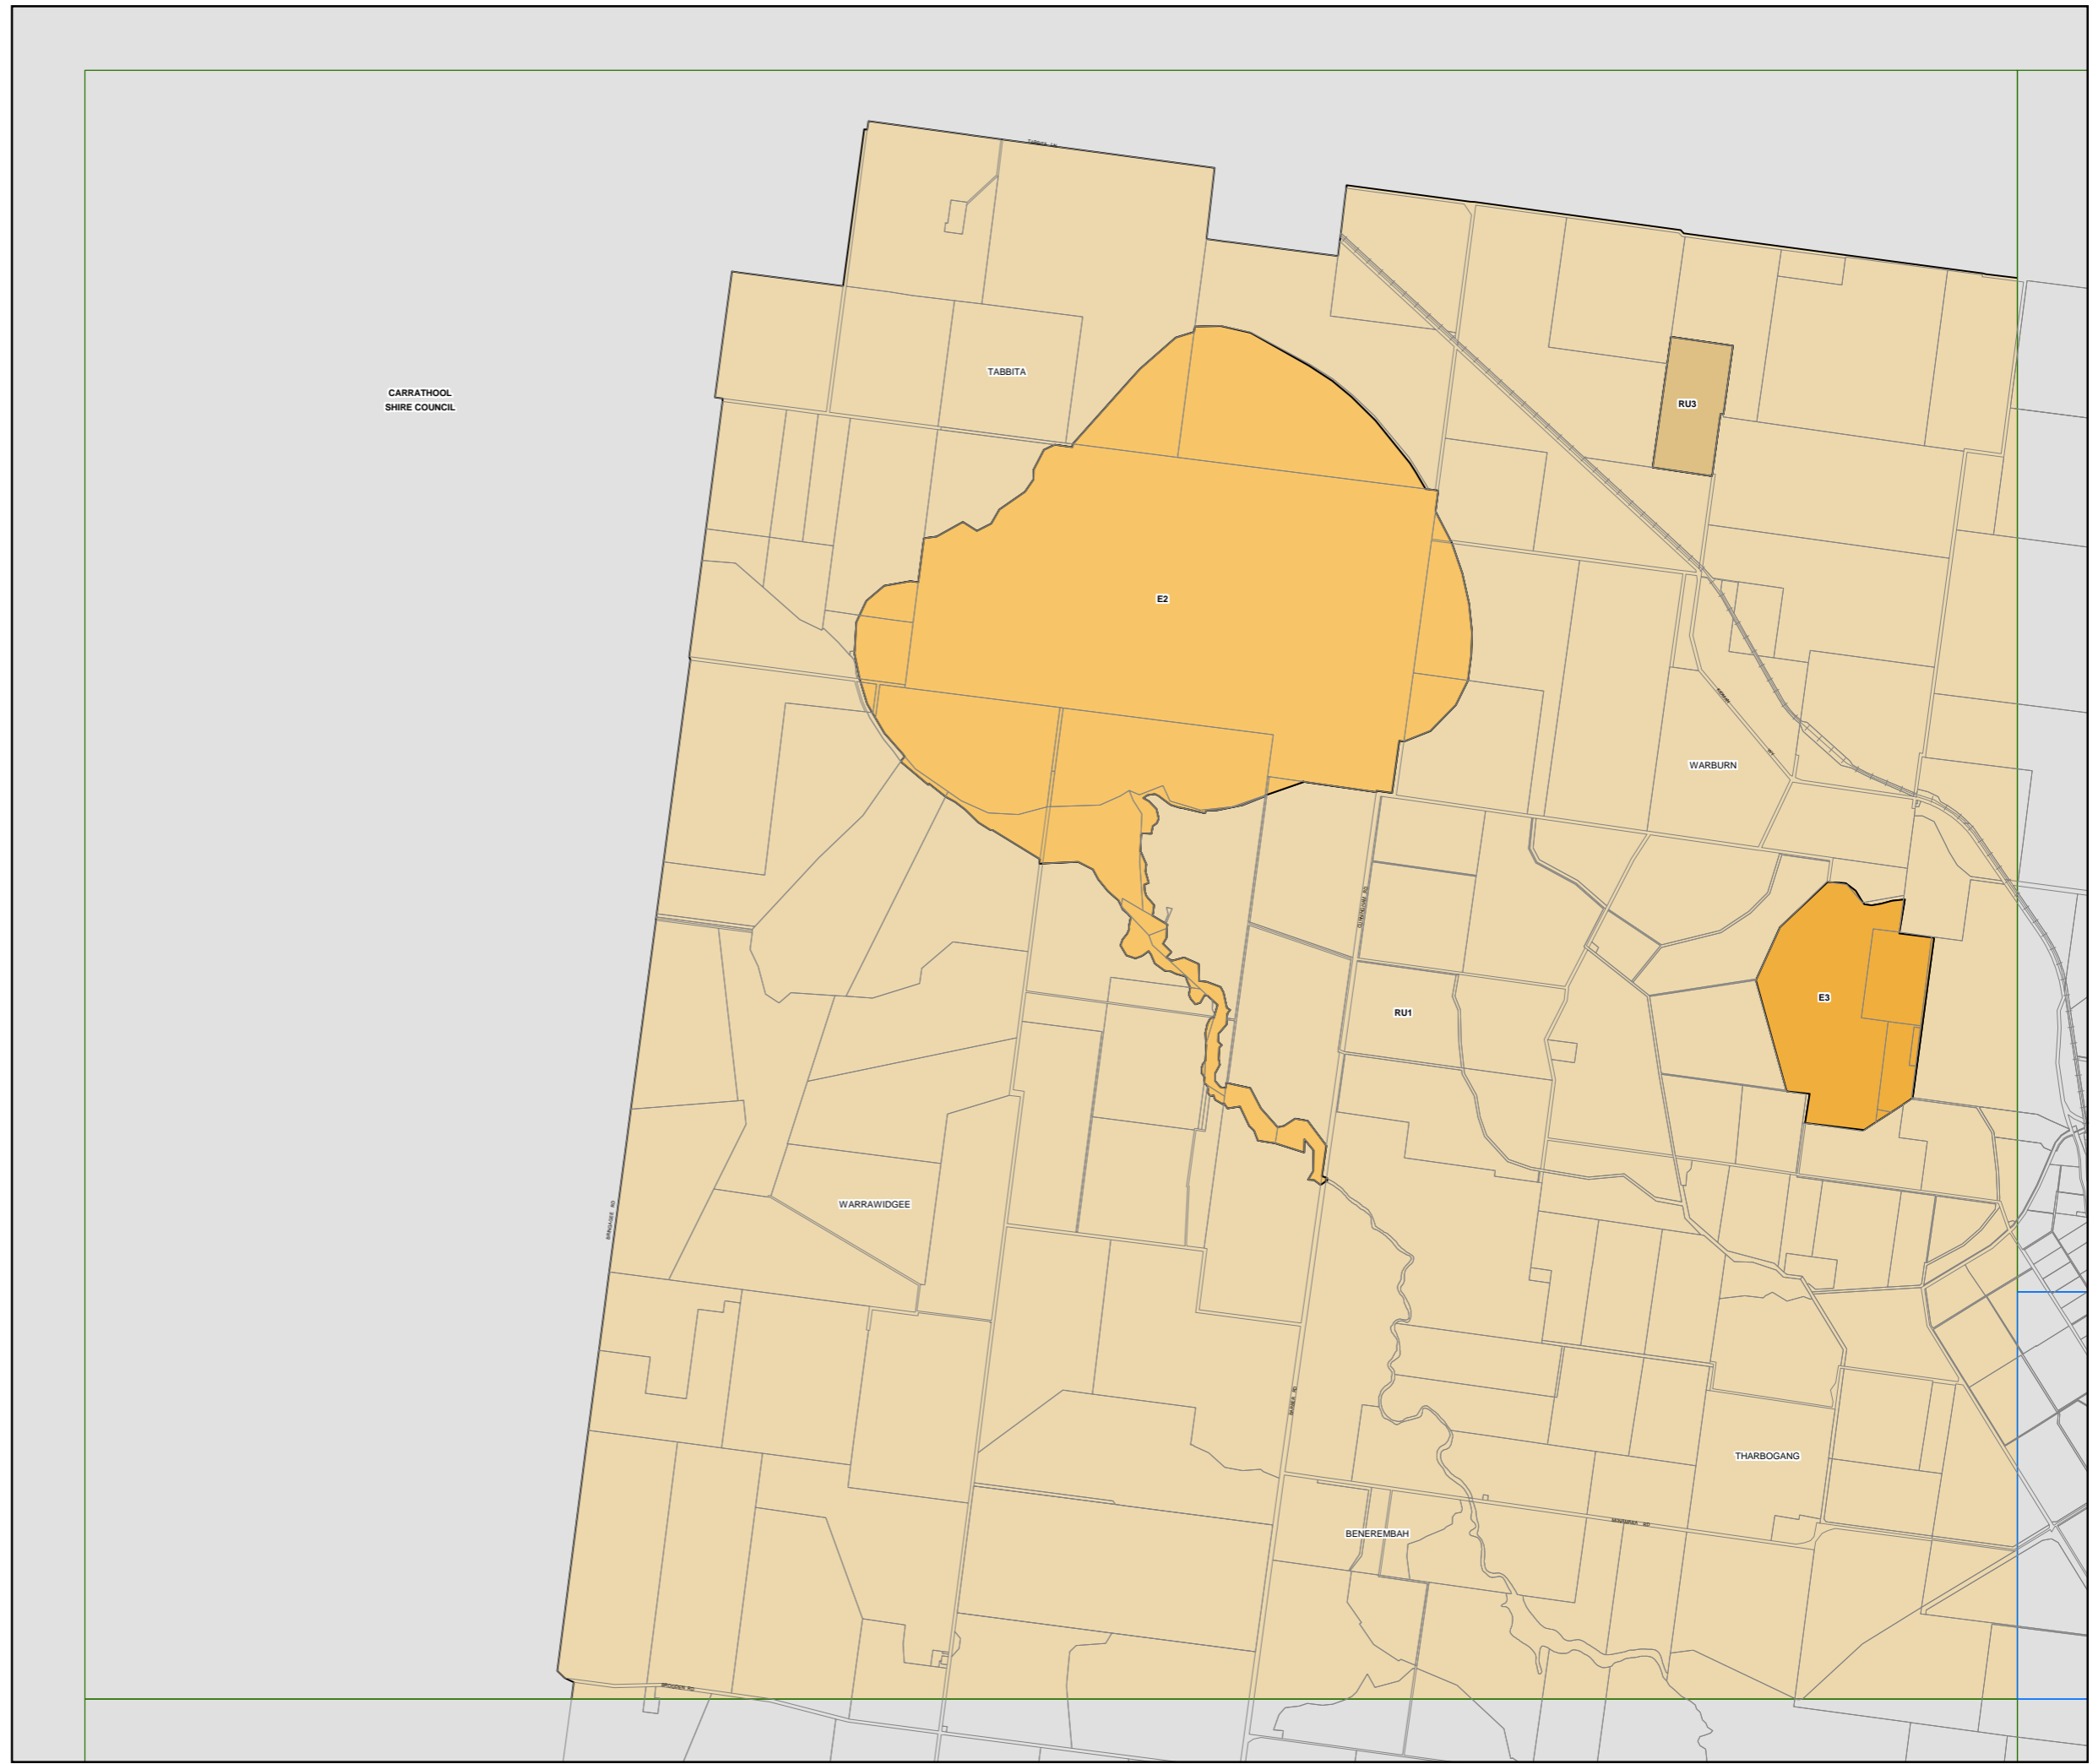 TABBITA
CARRATHOOL
SHIRE COUNCIL
RU3
E2
WARBURN
E3
RU1
WARRAWIDGEE
THARBOGANG
BENEREMBAH